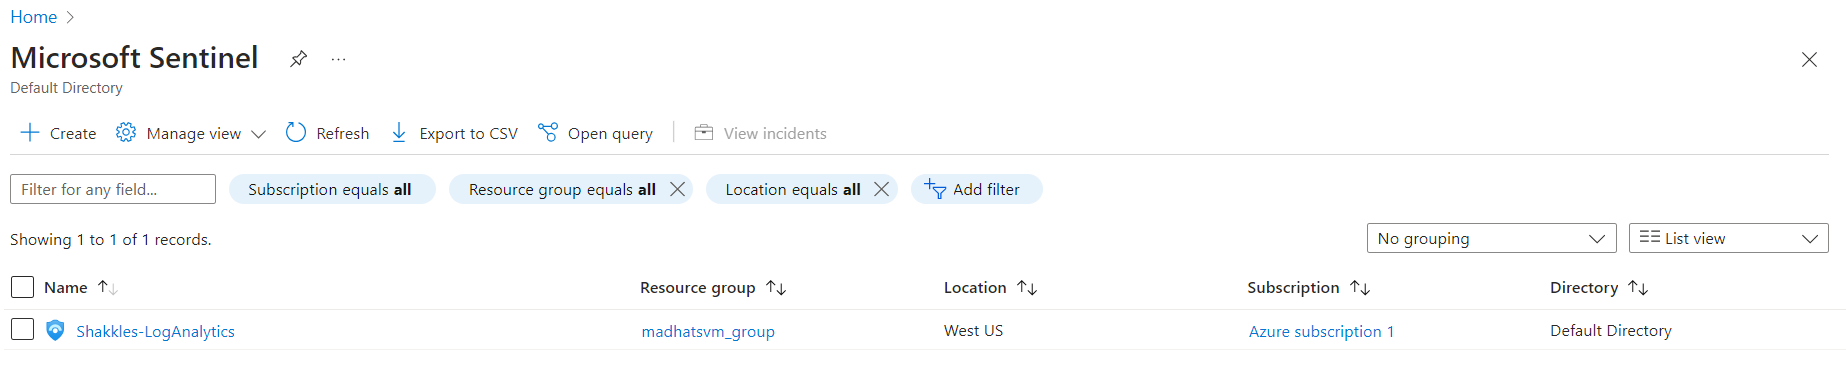 Home
Microsoft Sentinel
Default Directory
Create Manage view Refresh Export to CSV Open query View incidents
Filter for any field... Subscription equals all Resource group equals all Location equals all Add filter
Showing 1 to 1 of 1 records. No grouping List view
Name Resource group Location Subscription Directory
Shakkles-LogAnalytics madhatsvm_group West US Azure subscription 1 Default Directory